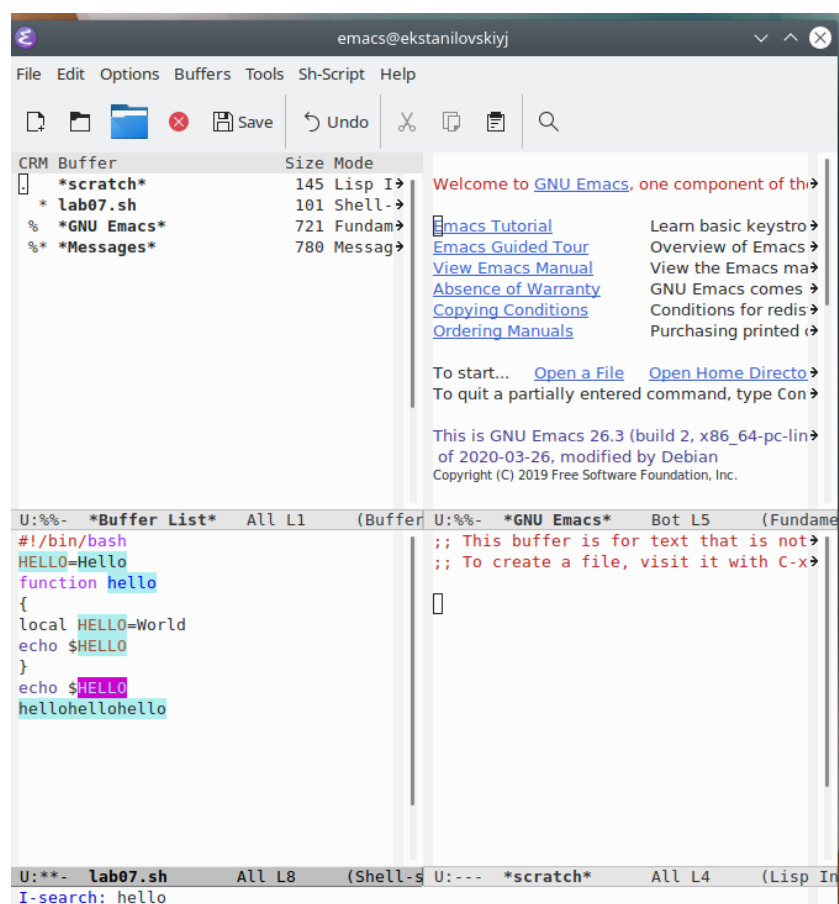 emacs@ekstanilovskiyj
File Edit Options Buffers Tools Sh-Script Help
Save Undo
CRM Buffer Size Mode
. *scratch* 145 Lisp I
* lab07.sh 101 Shell-
% *GNU Emacs* 721 Fundam
%* *Messages* 780 Messag
U:%%- *Buffer List* All L1 (Buffer
Welcome to GNU Emacs, one component of the
Emacs Tutorial Learn basic keystro
Emacs Guided Tour Overview of Emacs
View Emacs Manual View the Emacs ma
Absence of Warranty GNU Emacs comes
Copying Conditions Conditions for redis
Ordering Manuals Purchasing printed
To start... Open a File Open Home Directo
To quit a partially entered command, type Con
This is GNU Emacs 26.3 (build 2, x86_64-pc-lin
of 2020-03-26, modified by Debian
Copyright (C) 2019 Free Software Foundation, Inc.
U:%%- *GNU Emacs* Bot L5 (Fundame
#!/bin/bash
HELLO=Hello
function hello
{
local HELLO=World
echo $HELLO
}
echo $HELLO
hellohellohello
U:**- lab07.sh All L8 (Shell-s
;; This buffer is for text that is not
;; To create a file, visit it with C-x
U:--- *scratch* All L4 (Lisp In
I-search: hello